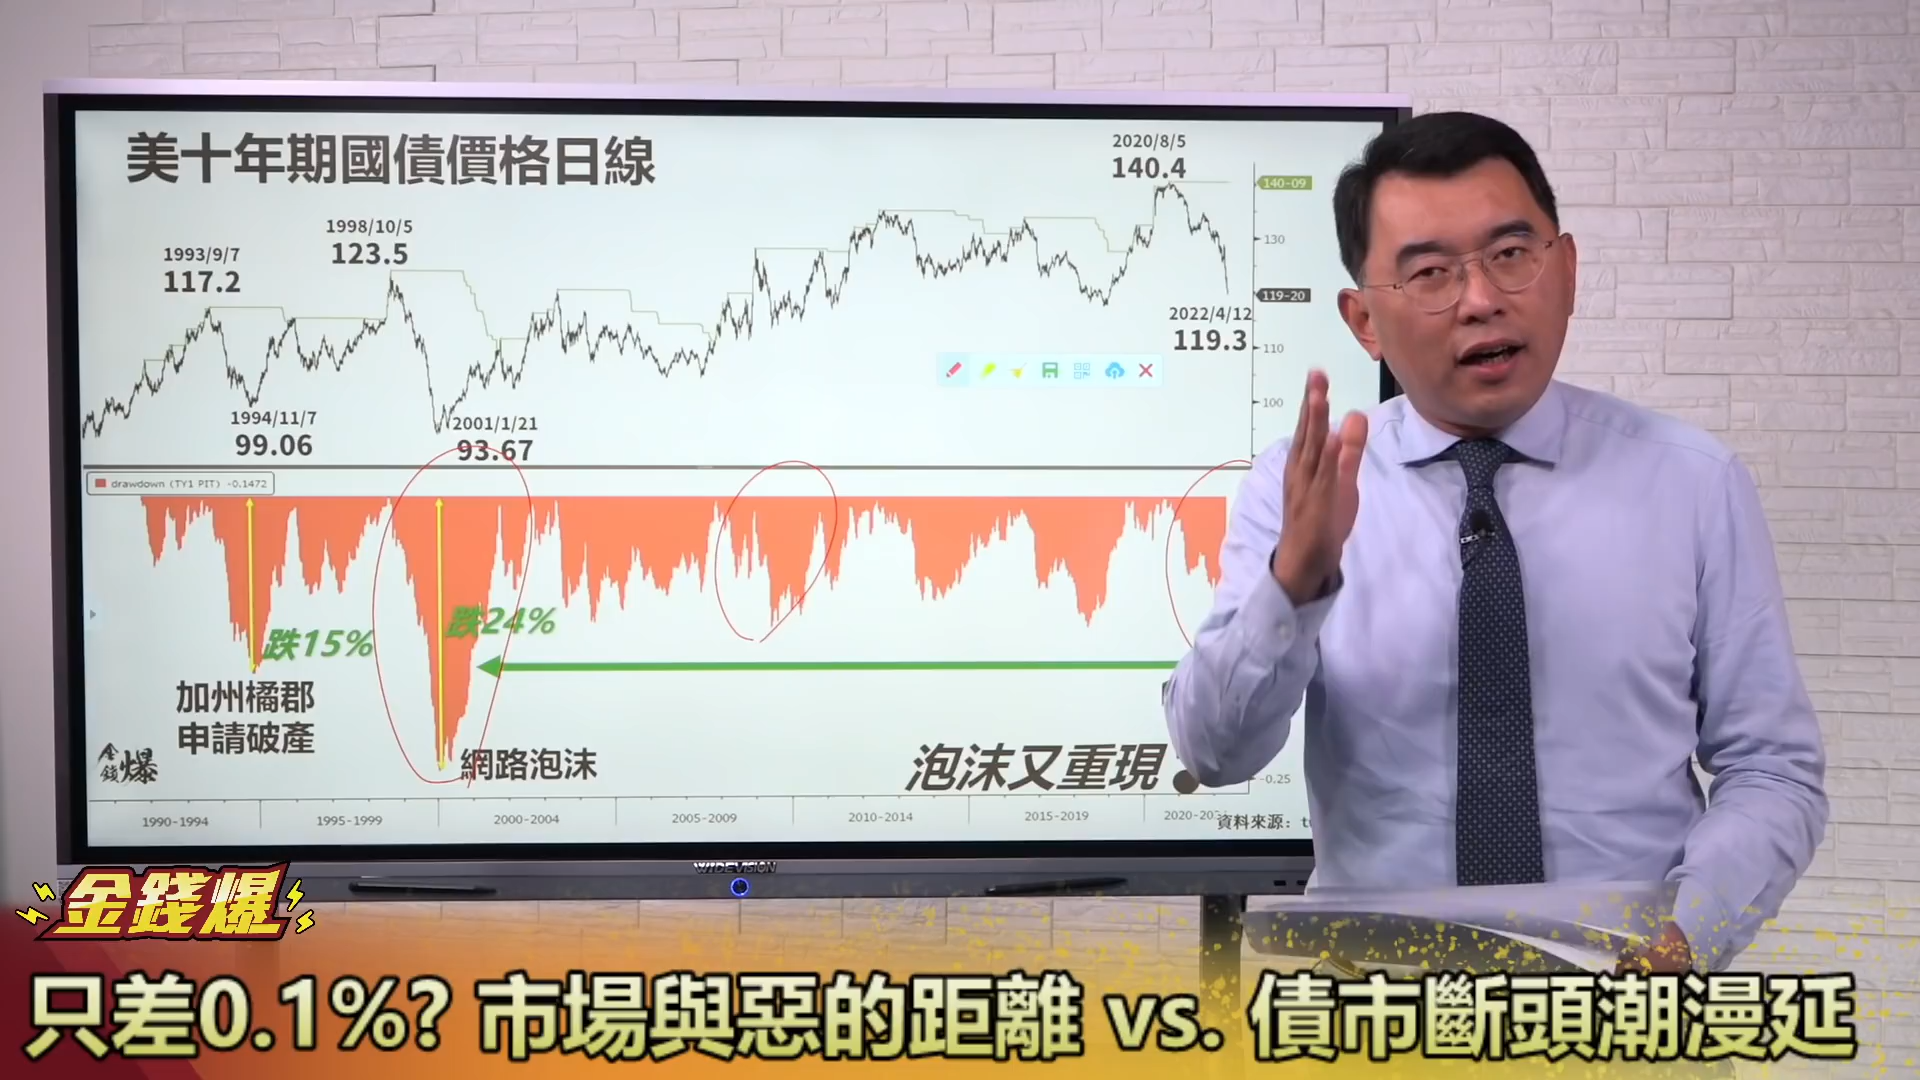 美十年期國債價格日線
2020/8/5
140.4
140-09
1998/10/5
123.5
1993/9/7
117.2
130
119-20
2022/4/12
119.3
110
100
1994/11/7
99.06
2001/1/21
93.67
drawdown (TY1 PIT) -0.1472
跌15%
跌24%
加州橘郡
申請破產
網路泡沫
泡沫又重現
-0.25
金錢爆
1990-1994
1995-1999
2000-2004
2005-2009
2010-2014
2015-2019
2020-20
資料來源：
WIDEVISION
金錢爆
只差0.1%? 市場與惡的距離 vs. 債市斷頭潮漫延